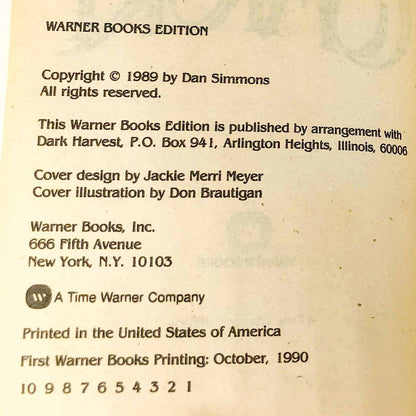 WARNER BOOKS EDITION
Copyright © 1989 by Dan Simmons
All rights reserved.
This Warner Books Edition is published by arrangement with
Dark Harvest, P.O. Box 941, Arlington Heights, Illinois, 60006
Cover design by Jackie Merri Meyer
Cover illustration by Don Brautigan
Warner Books, Inc.
666 Fifth Avenue
New York, N.Y. 10103
W A Time Warner Company
Printed in the United States of America
First Warner Books Printing: October, 1990
10 9 8 7 6 5 4 3 2 1